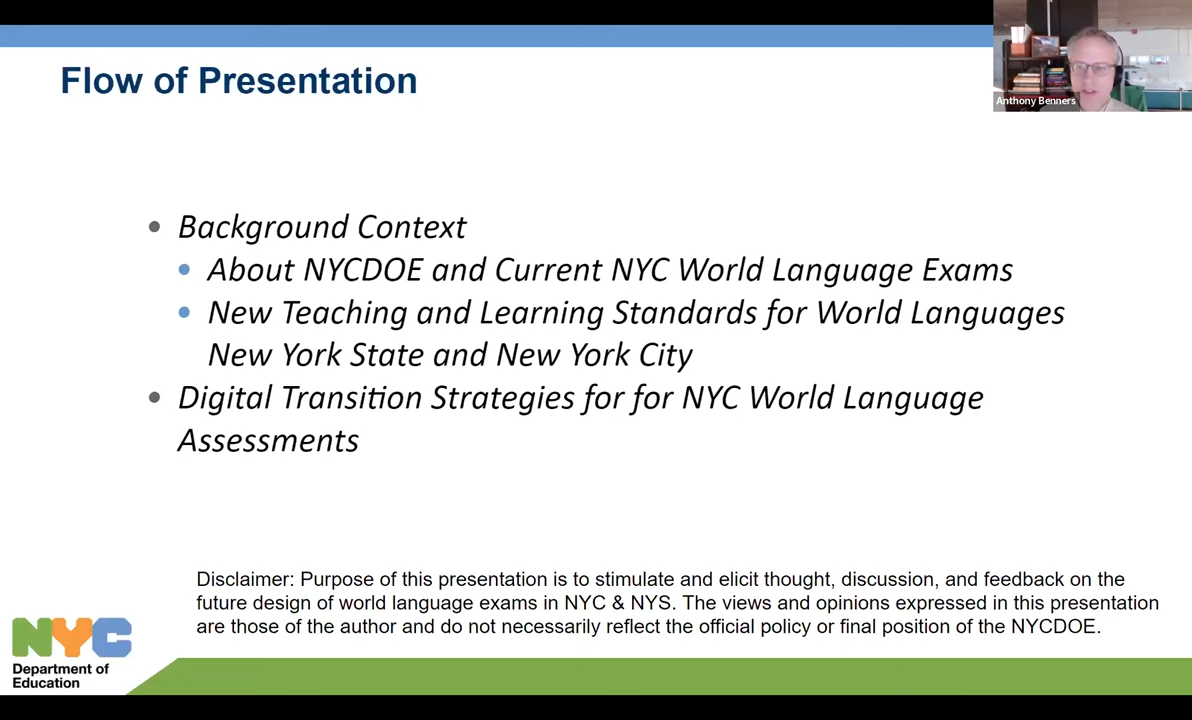 Flow of Presentation
Anthony Benners
• Background Context
• About NYCDOE and Current NYC World Language Exams
• New Teaching and Learning Standards for World Languages
New York State and New York City
• Digital Transition Strategies for for NYC World Language
Assessments
Disclaimer: Purpose of this presentation is to stimulate and elicit thought, discussion, and feedback on the
future design of world language exams in NYC & NYS. The views and opinions expressed in this presentation
are those of the author and do not necessarily reflect the official policy or final position of the NYCDOE.
NYC
Department of
Education